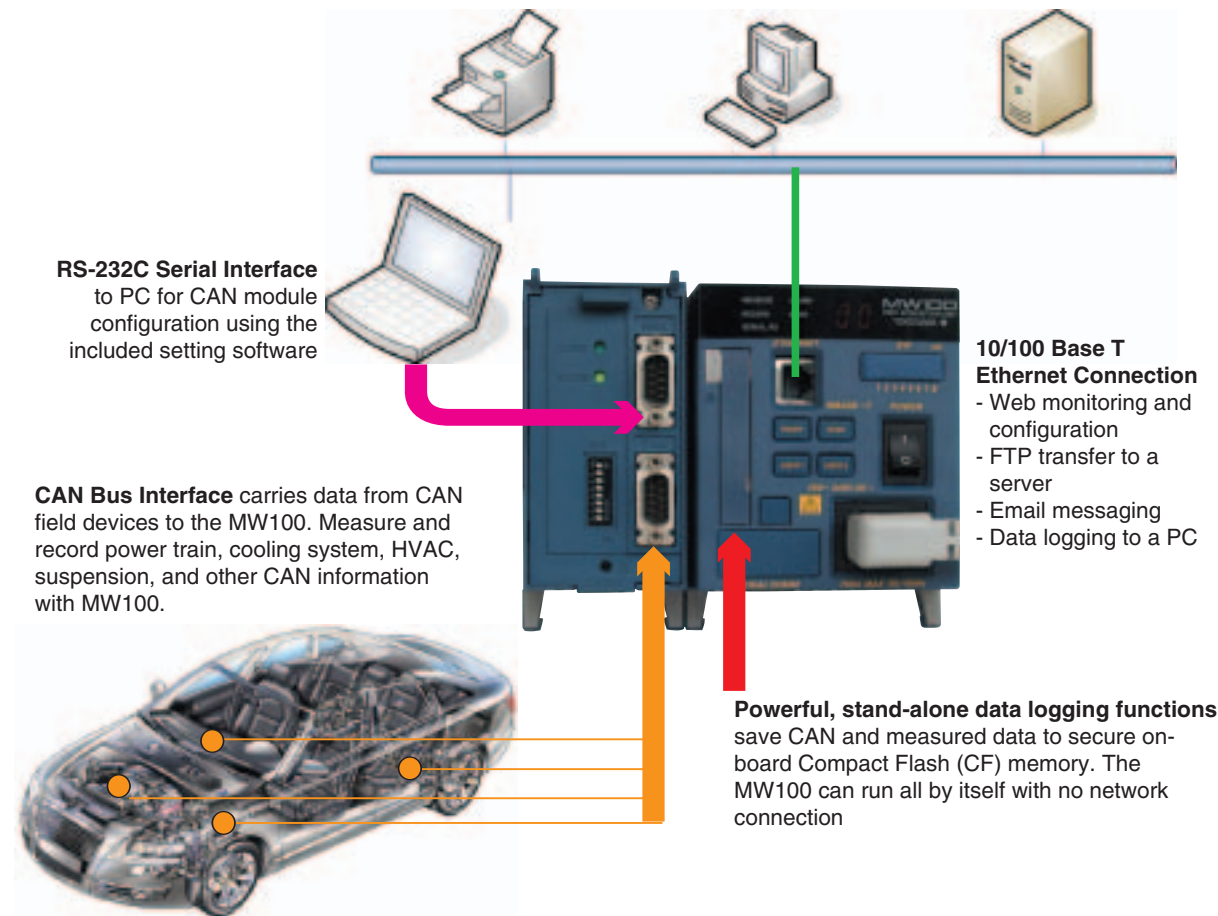 RS-232C Serial Interface
to PC for CAN module
configuration using the
included setting software
MW100
ETHERNET
POWER
10/100 Base T
Ethernet Connection
- Web monitoring and
configuration
- FTP transfer to a
server
- Email messaging
- Data logging to a PC
CAN Bus Interface carries data from CAN
field devices to the MW100. Measure and
record power train, cooling system, HVAC,
suspension, and other CAN information
with MW100.
Powerful, stand-alone data logging functions
save CAN and measured data to secure on-
board Compact Flash (CF) memory. The
MW100 can run all by itself with no network
connection